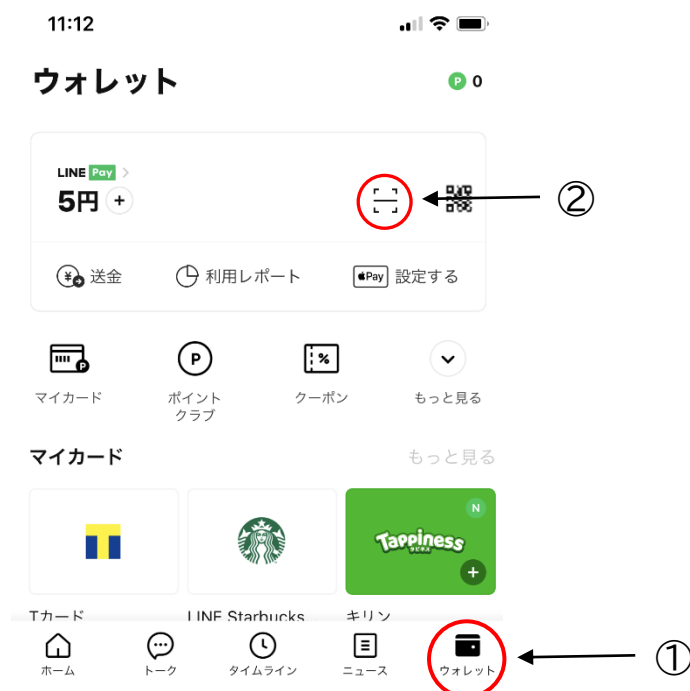 11:12
ウォレット
P 0
LINE Pay
5円 +
②
¥ 送金
利用レポート
Pay 設定する
P
%
マイカード
ポイント
クラブ
クーポン
もっと見る
マイカード
もっと見る
T
N
Tappiness
タピネス
+
Tカード
LINE Starbucks...
キリン
ホーム
トーク
タイムライン
ニュース
ウォレット
①